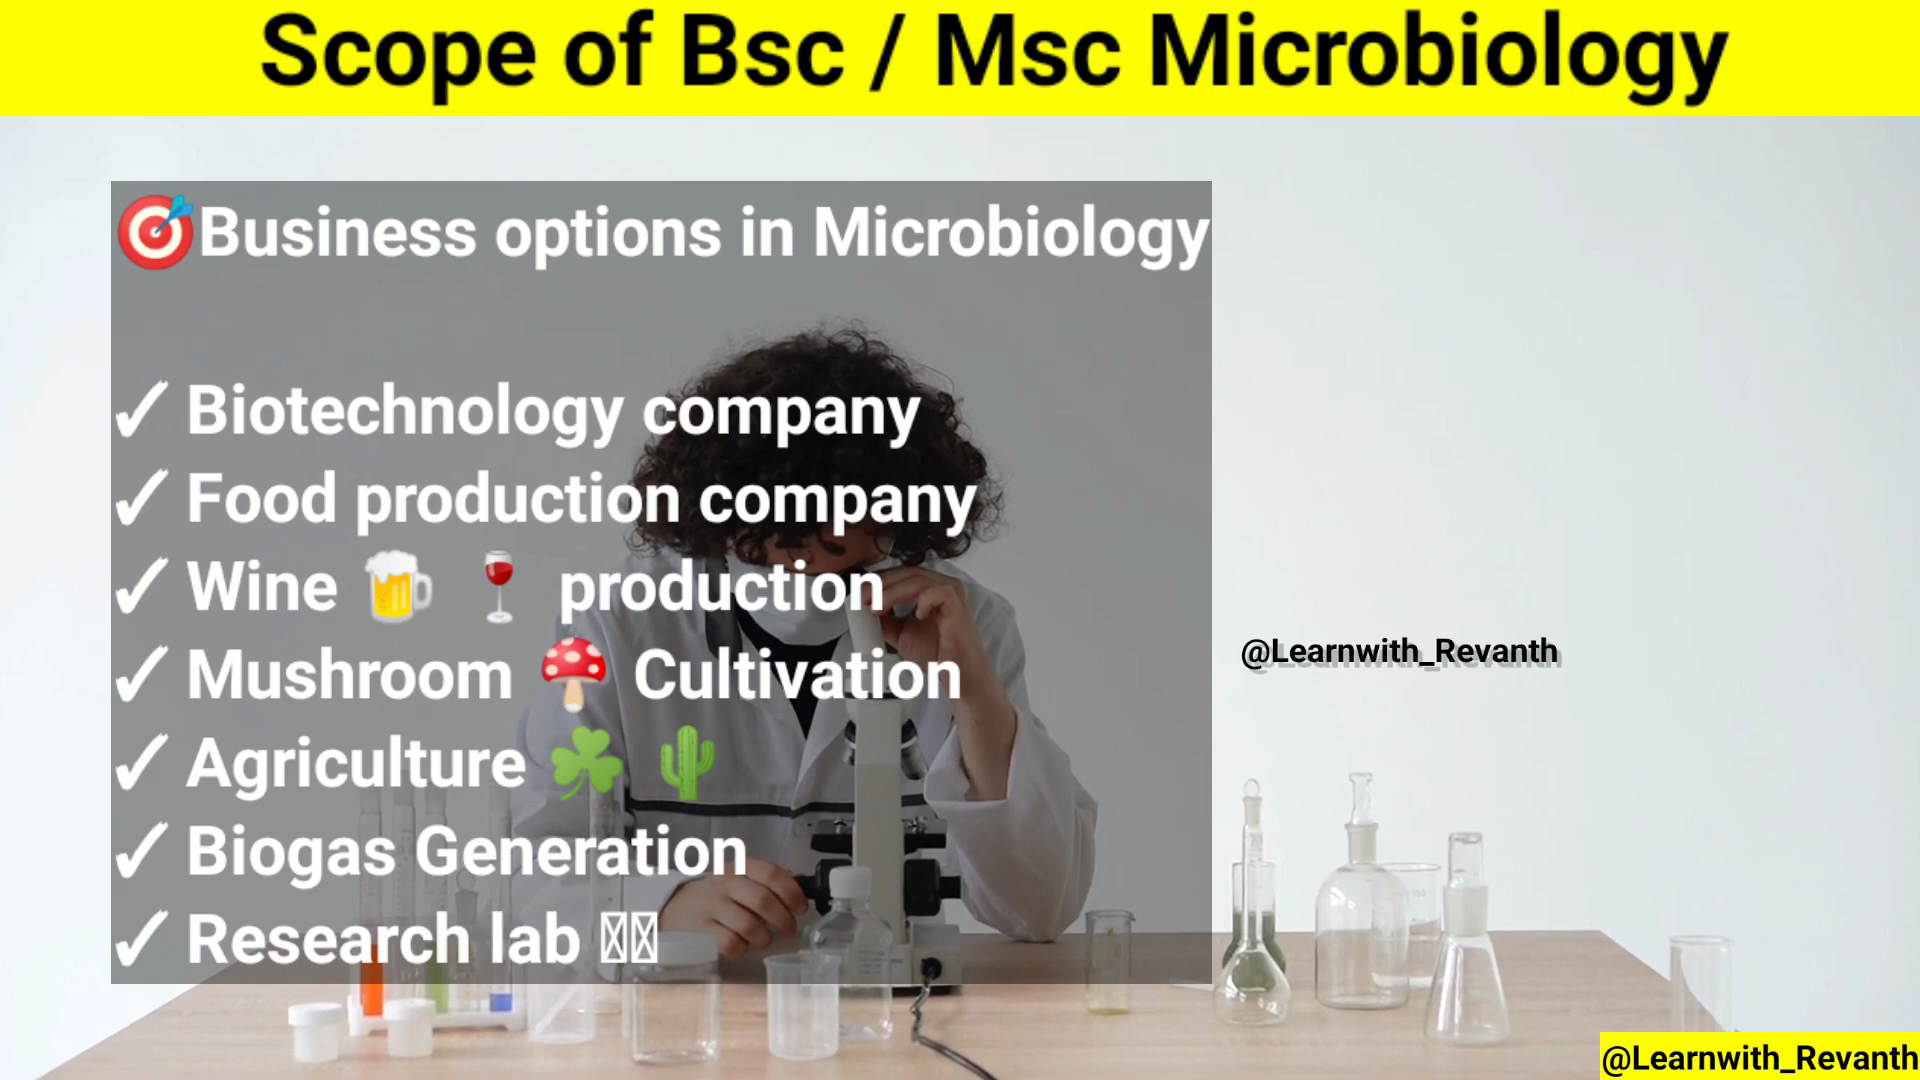 Scope of Bsc / Msc Microbiology
🎯Business options in Microbiology
✓ Biotechnology company
✓ Food production company
✓ Wine 🍺 🍷 production
✓ Mushroom 🍄 Cultivation
✓ Agriculture ☘️ 🌵
✓ Biogas Generation
✓ Research lab
@Learnwith_Revanth
@Learnwith_Revanth